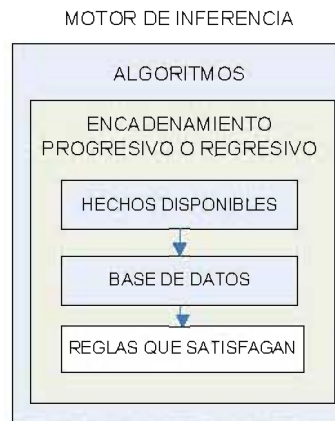 MOTOR DE INFERENCIA
ALGORITMOS
ENCADENAMIENTO
PROGRESIVO O REGRESIVO
HECHOS DISPONIBLES
BASE DE DATOS
REGLAS QUE SATISFAGAN